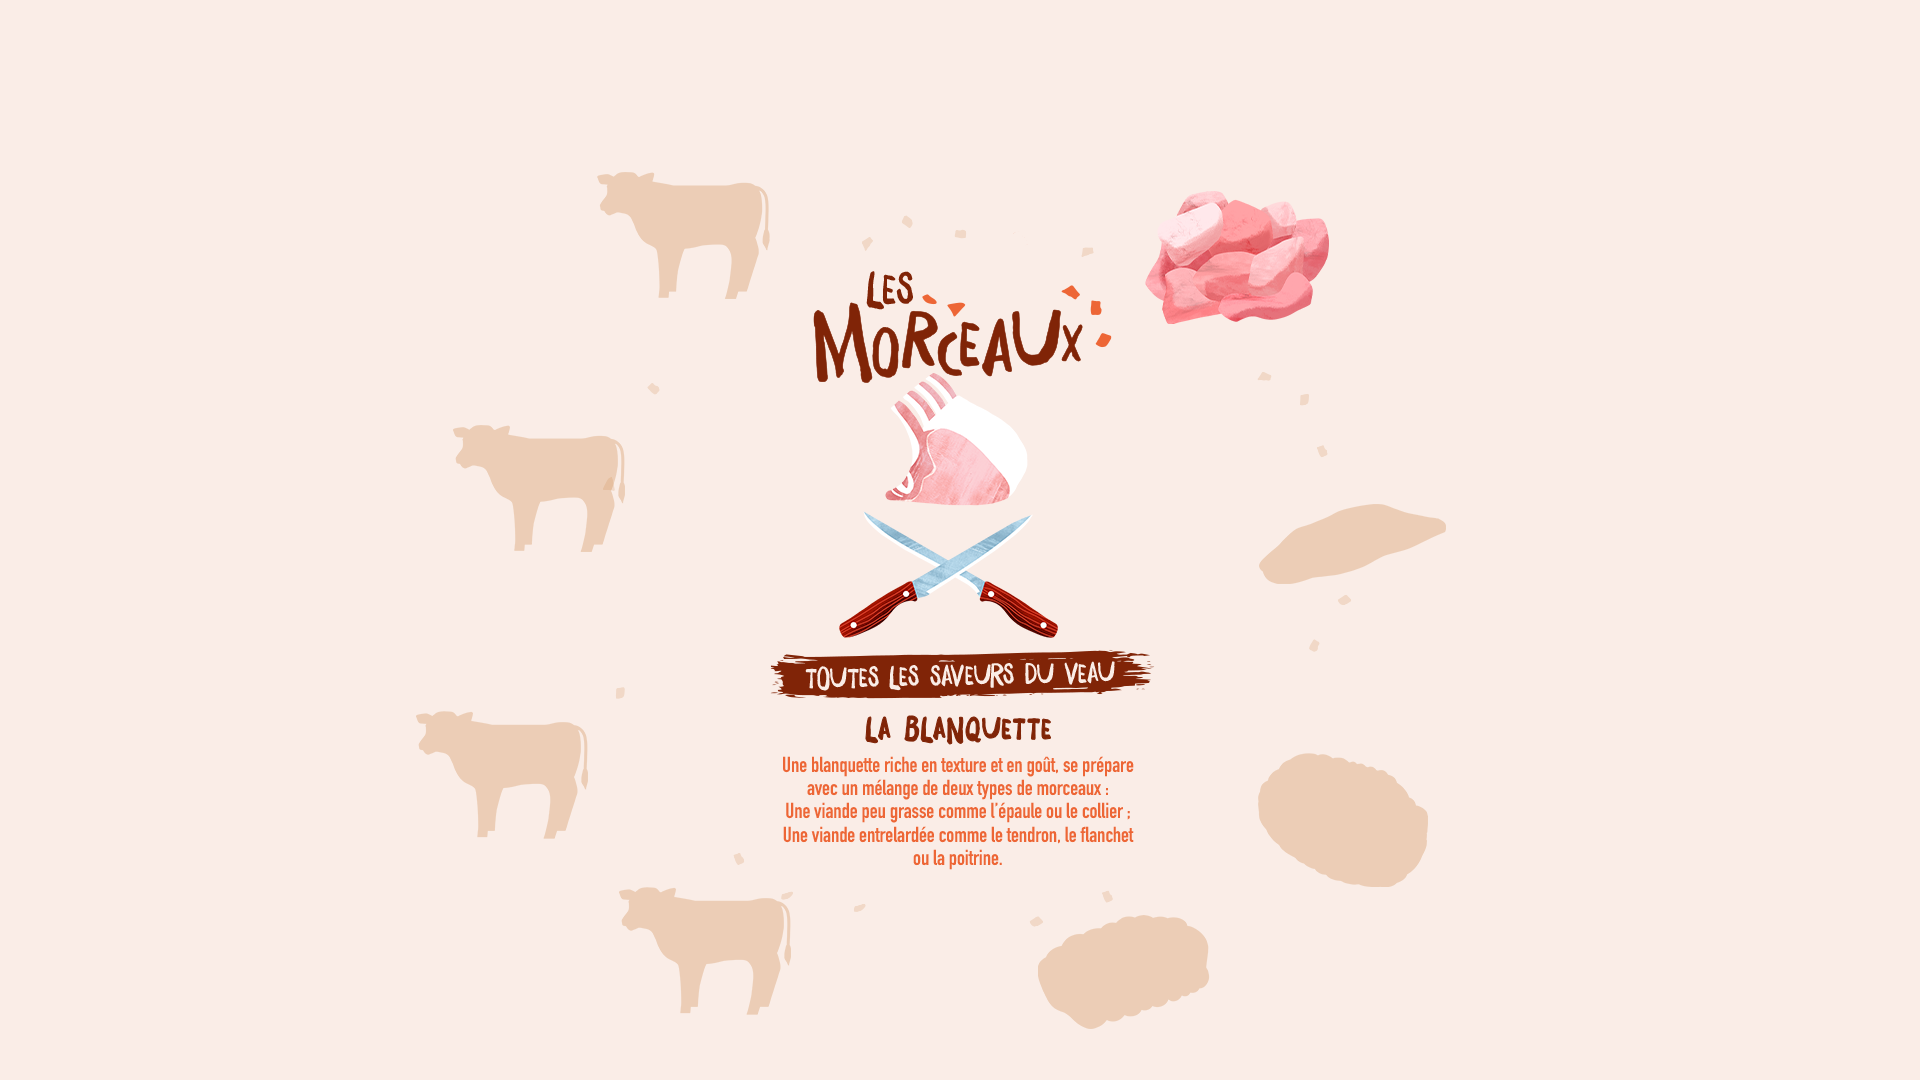 LES
MORCEAUX
TOUTES LES SAVEURS DU VEAU
LA BLANQUETTE
Une blanquette riche en texture et en goût, se prépare
avec un mélange de deux types de morceaux :
Une viande peu grasse comme l'épaule ou le collier ;
Une viande entrelardée comme le tendron, le flanchet
ou la poitrine.